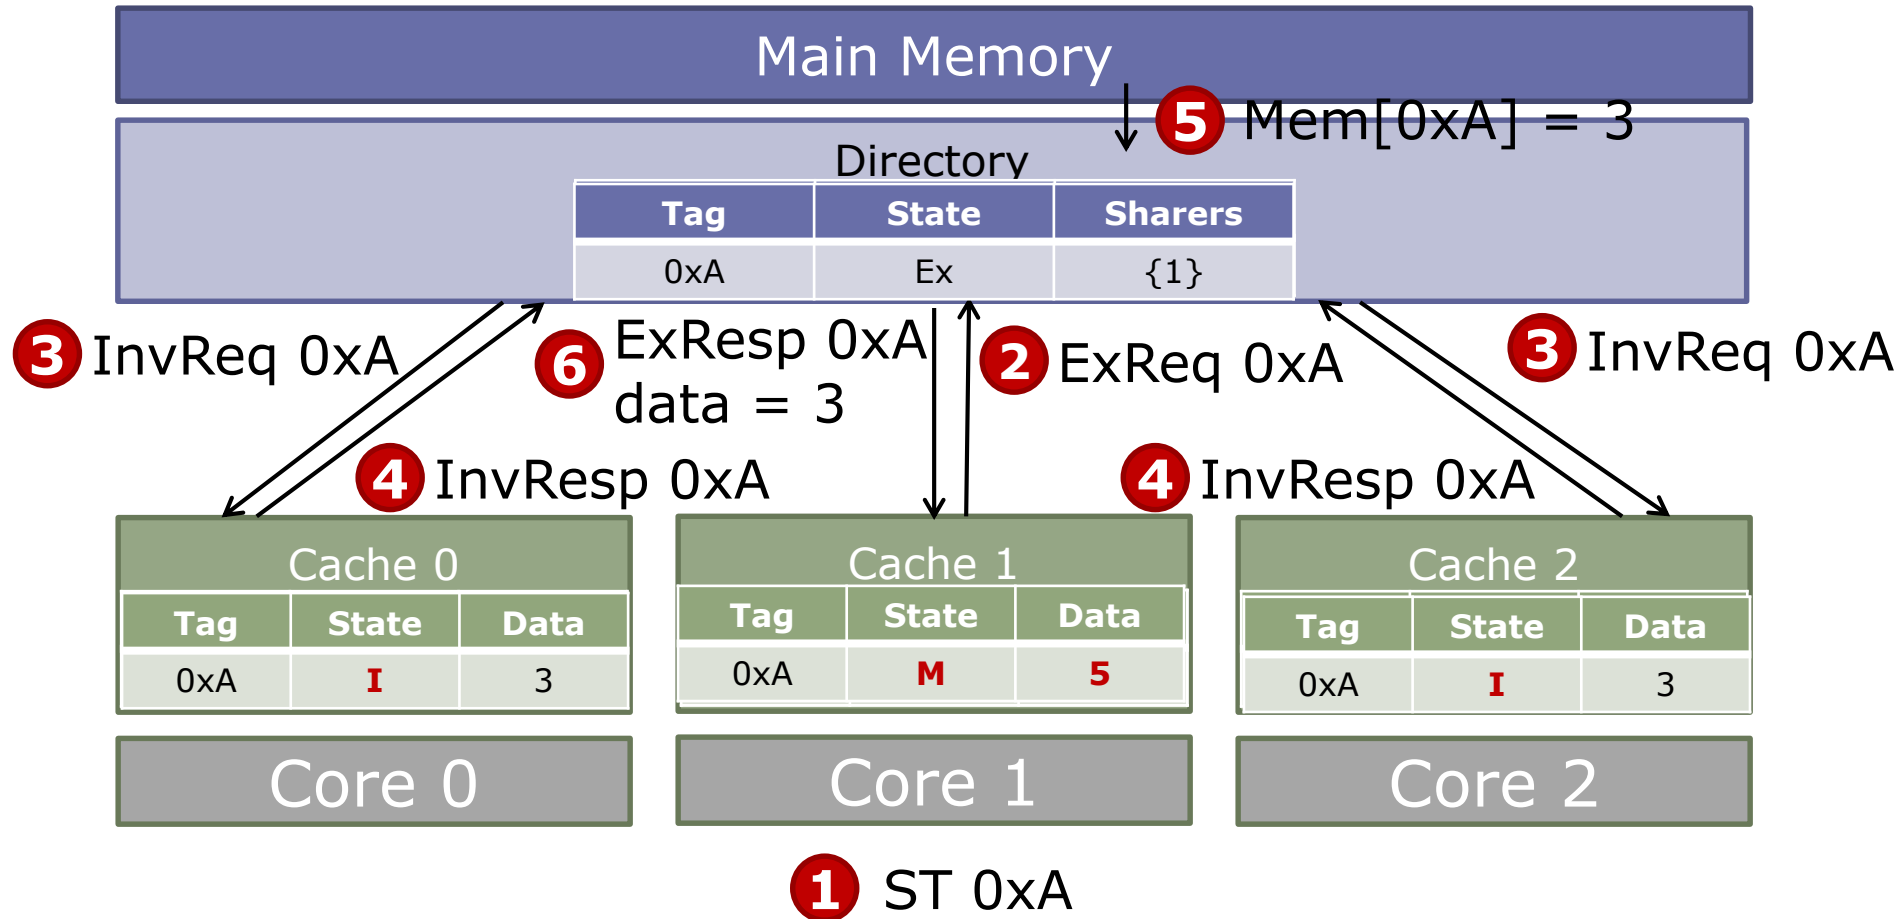 Main Memory
5 Mem[0xA] = 3
Directory
Tag State Sharers
0xA Ex {1}
3 InvReq 0xA
6 ExResp 0xA
data = 3
2 ExReq 0xA
3 InvReq 0xA
4 InvResp 0xA
4 InvResp 0xA
Cache 0
Tag State Data
0xA I 3
Cache 1
Tag State Data
0xA M 5
Cache 2
Tag State Data
0xA I 3
Core 0
Core 1
Core 2
1 ST 0xA